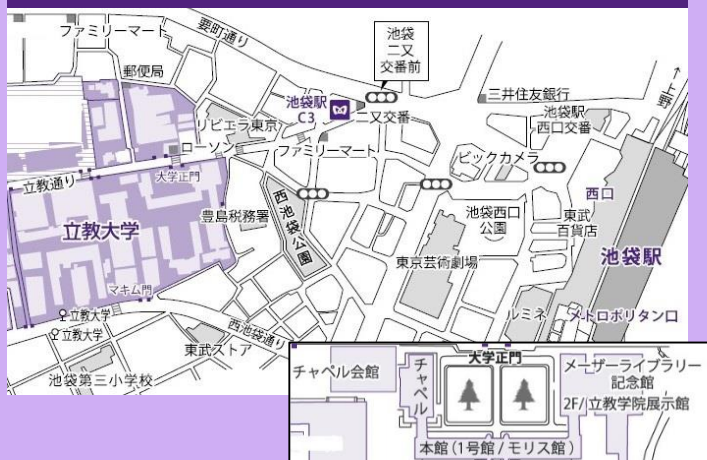 ファミリーマート
要町通り
池袋
二又
交番前
郵便局
池袋駅
C3
二又交番
三井住友銀行
池袋駅
西口交番
↑上野
リビエラ東京
ローソン
ファミリーマート
ビックカメラ
立教通り
大学正門
西口
豊島税務署
西池袋公園
池袋西口
公園
東武
百貨店
立教大学
東京芸術劇場
池袋駅
マキム門
立教大学
立教大学
西池袋通り
ルミネ
メトロポリタン口
東武ストア
池袋第三小学校
大学正門
チャペル会館
チャペル
メーザーライブラリー
記念館
2F/立教学院展示館
本館(1号館/モリス館)